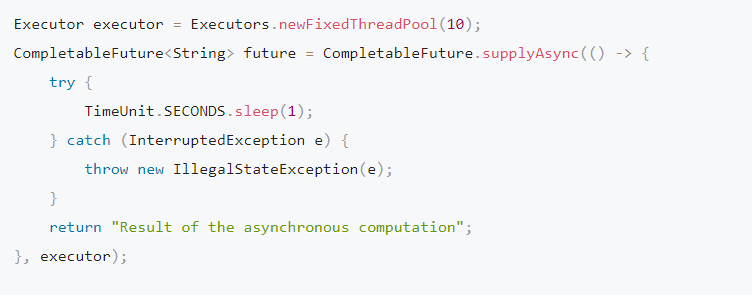 Executor executor = Executors.newFixedThreadPool(10);
CompletableFuture<String> future = CompletableFuture.supplyAsync(() -> {
    try {
        TimeUnit.SECONDS.sleep(1);
    } catch (InterruptedException e) {
        throw new IllegalStateException(e);
    }
    return "Result of the asynchronous computation";
}, executor);